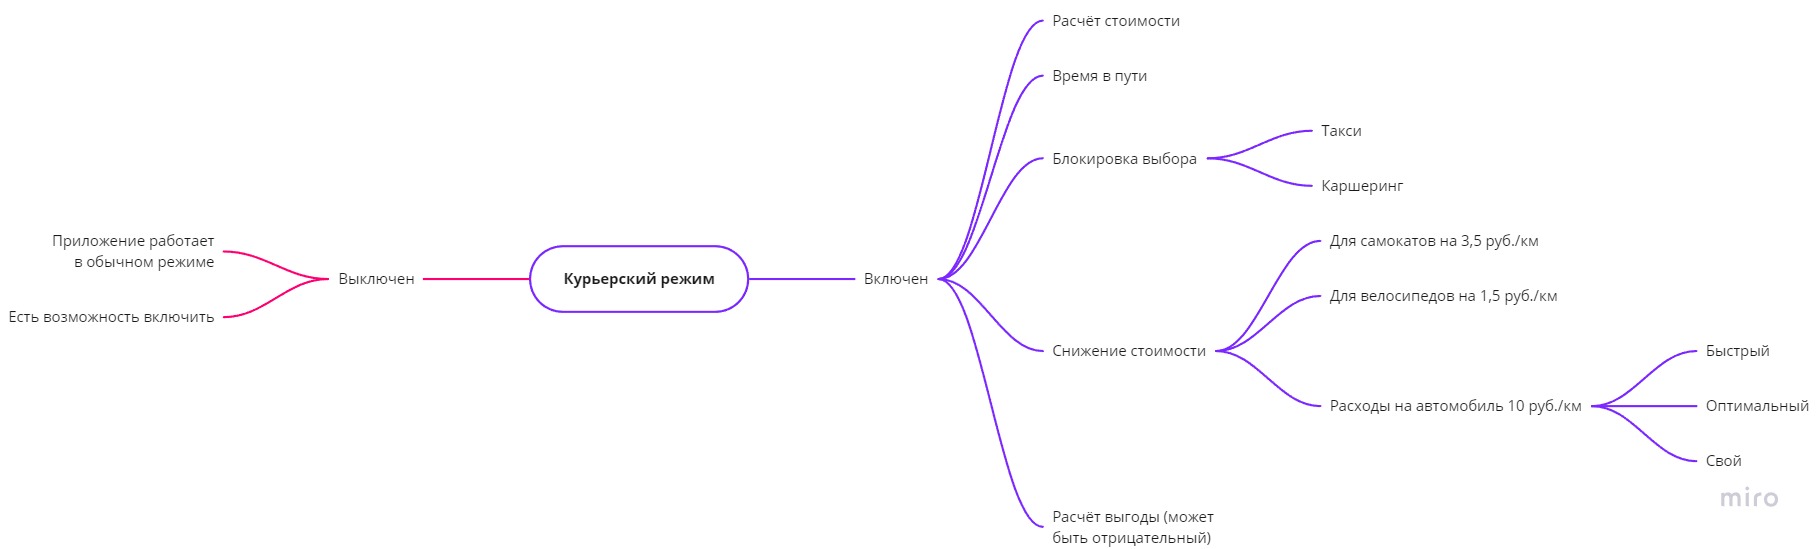 Приложение работает
в обычном режиме
Есть возможность включить
Выключен
Курьерский режим
Включен
Расчёт стоимости
Время в пути
Блокировка выбора
Такси
Каршеринг
Снижение стоимости
Для самокатов на 3,5 руб./км
Для велосипедов на 1,5 руб./км
Расходы на автомобиль 10 руб./км
Быстрый
Оптимальный
Свой
Расчёт выгоды (может
быть отрицательный)
miro